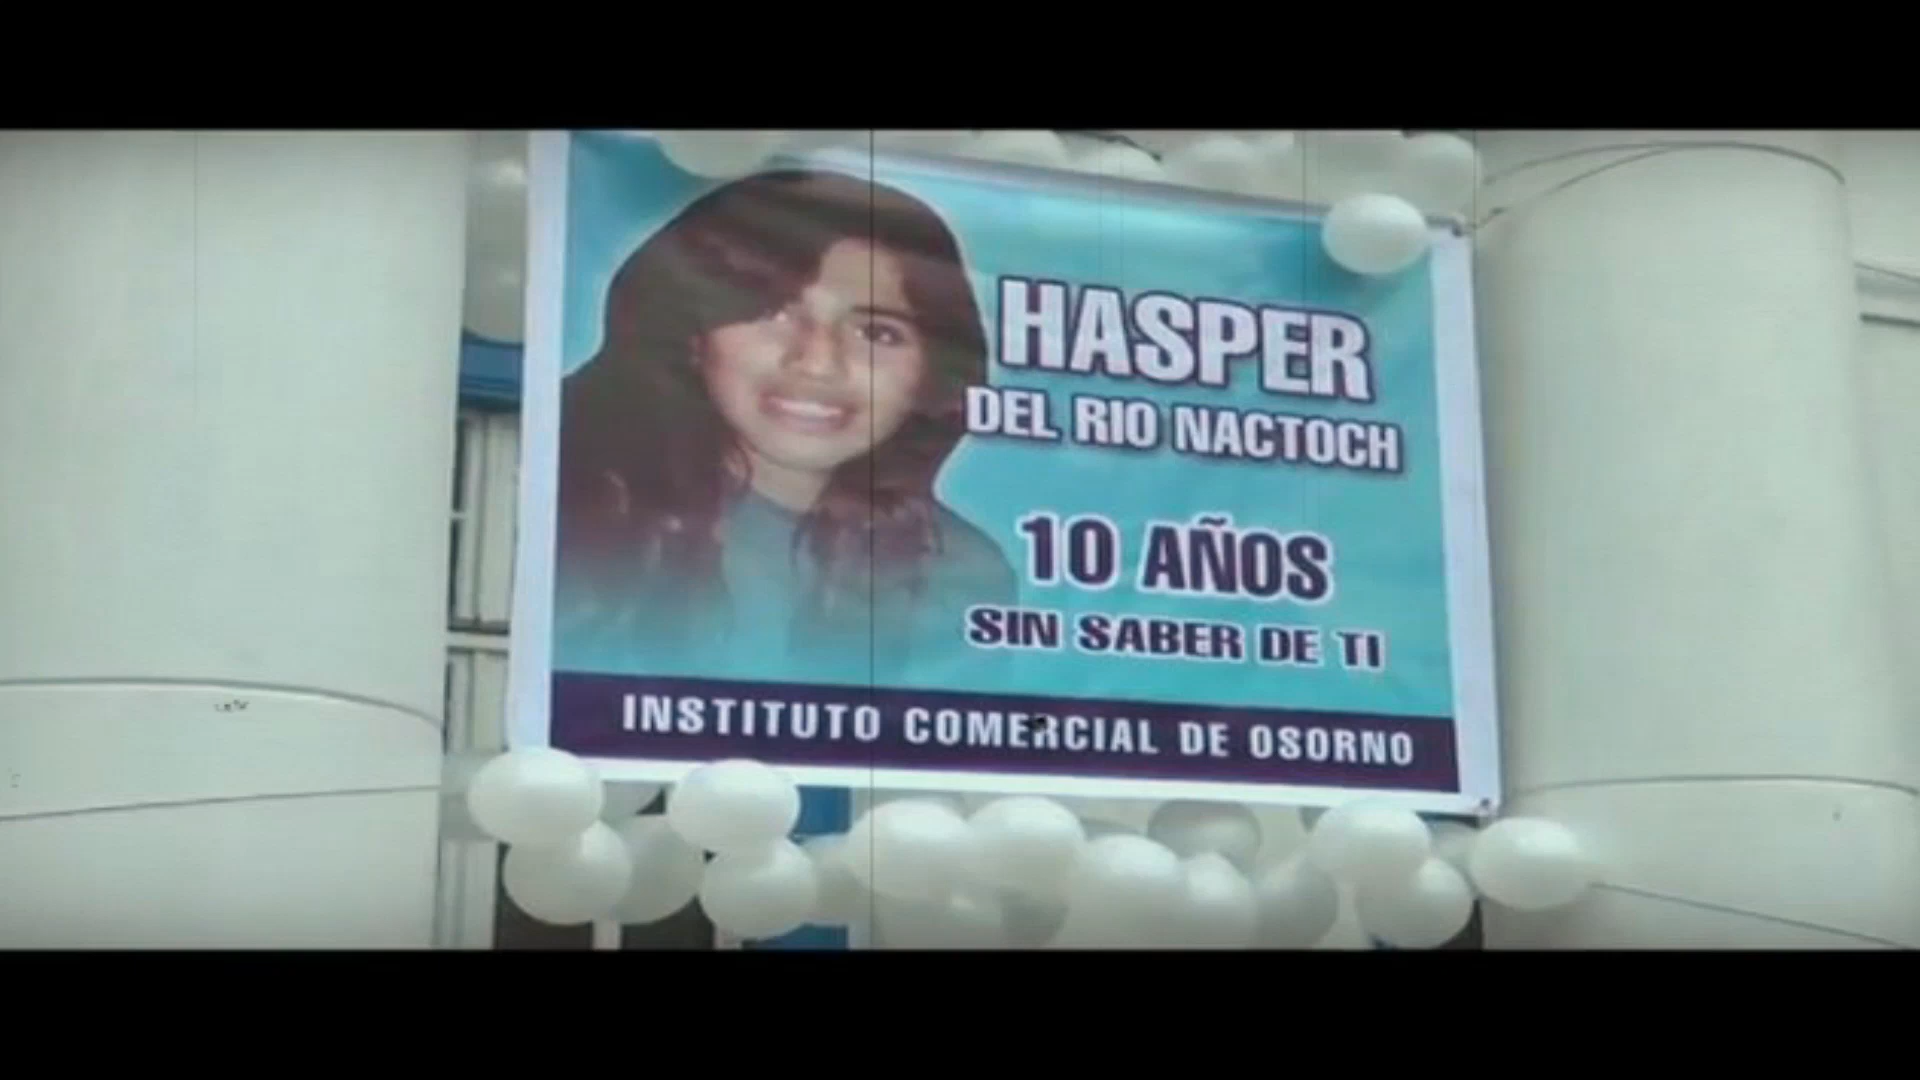 HASPER
DEL RIO NACTOCH
10 AÑOS
SIN SABER DE TI
INSTITUTO COMERCIAL DE OSORNO